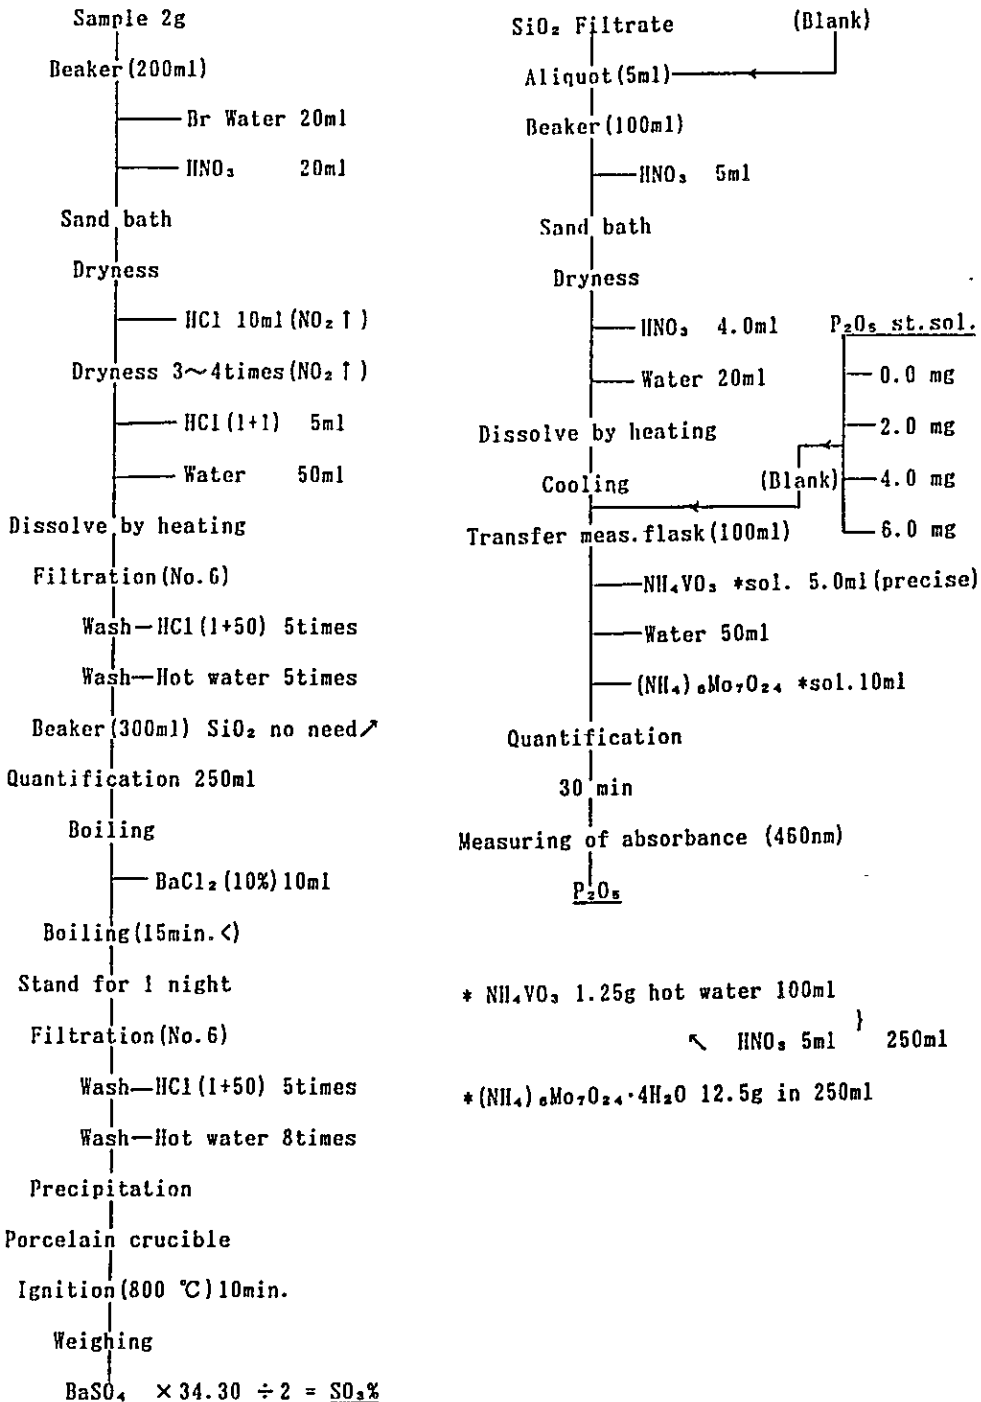 Sample 2g
Beaker(200ml)
Br Water 20ml
HNO₃ 20ml
Sand bath
Dryness
HCl 10ml(NO₂↑)
Dryness 3~4times(NO₂↑)
HCl(1+1) 5ml
Water 50ml
Dissolve by heating
Filtration(No.6)
Wash—HCl(1+50) 5times
Wash—Hot water 5times
Beaker(300ml) SiO₂ no need↗
Quantification 250ml
Boiling
BaCl₂(10%)10ml
Boiling(15min.<)
Stand for 1 night
Filtration(No.6)
Wash—HCl(1+50) 5times
Wash—Hot water 8times
Precipitation
Porcelain crucible
Ignition(800 ℃)10min.
Weighing
BaSO₄ ×34.30 ÷2 = SO₃%
SiO₂ Filtrate (Blank)
Aliquot(5ml)
Beaker(100ml)
HNO₃ 5ml
Sand bath
Dryness
HNO₃ 4.0ml
Water 20ml
Dissolve by heating
Cooling
P₂O₅ st.sol.
0.0 mg
2.0 mg
4.0 mg
6.0 mg
(Blank)
Transfer meas.flask(100ml)
NH₄VO₃ *sol. 5.0ml(precise)
Water 50ml
(NH₄)₆Mo₇O₂₄ *sol.10ml
Quantification
30 min
Measuring of absorbance (460nm)
P₂O₅
* NH₄VO₃ 1.25g hot water 100ml
↖ HNO₃ 5ml } 250ml
*(NH₄)₆Mo₇O₂₄·4H₂O 12.5g in 250ml